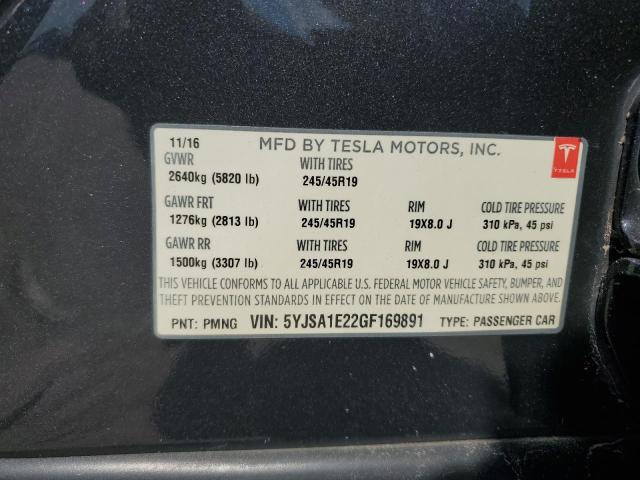 11/16 MFD BY TESLA MOTORS, INC.
TESLA
GVWR WITH TIRES
2640kg (5820 lb) 245/45R19
GAWR FRT WITH TIRES RIM COLD TIRE PRESSURE
1276kg (2813 lb) 245/45R19 19X8.0 J 310 kPa, 45 psi
GAWR RR WITH TIRES RIM COLD TIRE PRESSURE
1500kg (3307 lb) 245/45R19 19X8.0 J 310 kPa, 45 psi
THIS VEHICLE CONFORMS TO ALL APPLICABLE U.S. FEDERAL MOTOR VEHICLE SAFETY, BUMPER, AND
THEFT PREVENTION STANDARDS IN EFFECT ON THE DATE OF MANUFACTURE SHOWN ABOVE.
PNT: PMNG VIN: 5YJSA1E22GF169891 TYPE: PASSENGER CAR